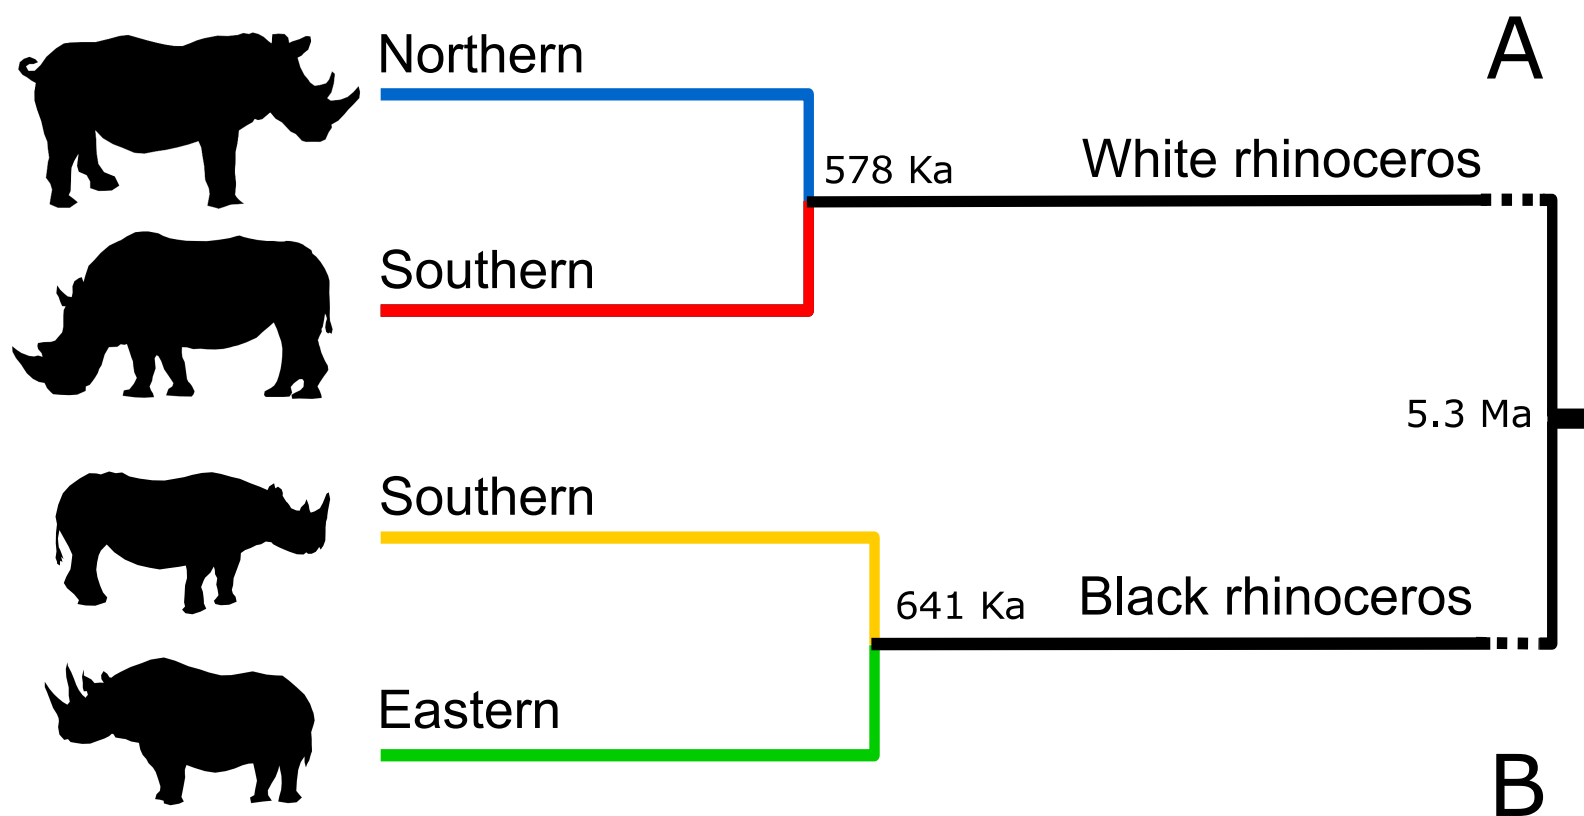 A
Northern
White rhinoceros
578 Ka
Southern
5.3 Ma
Southern
641 Ka
Black rhinoceros
Eastern
B